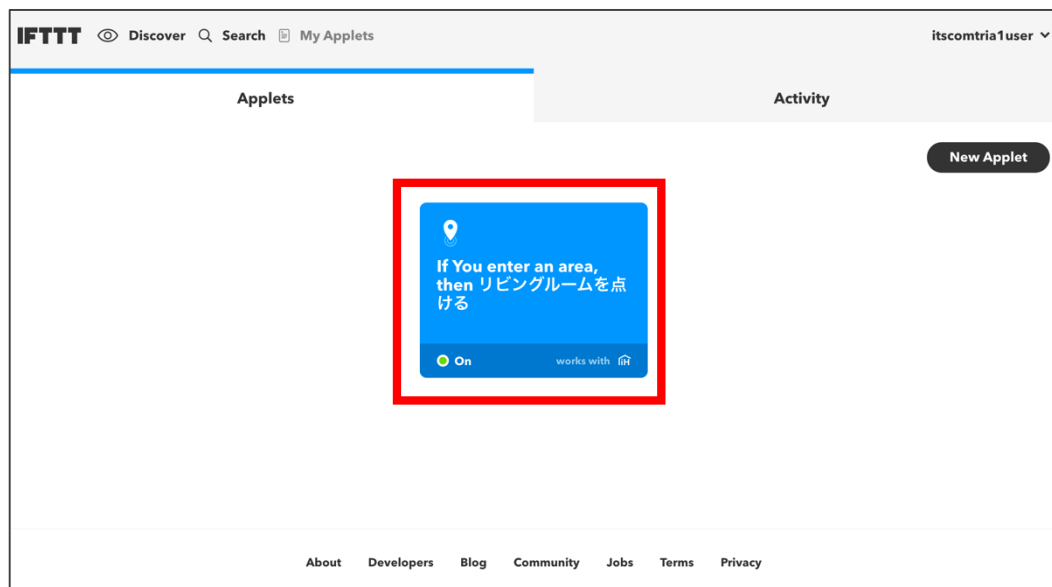 IFTTT Discover Search My Applets itscomtria1user
Applets Activity
New Applet
If You enter an area,
then リビングルームを点
ける
On works with iH
About Developers Blog Community Jobs Terms Privacy